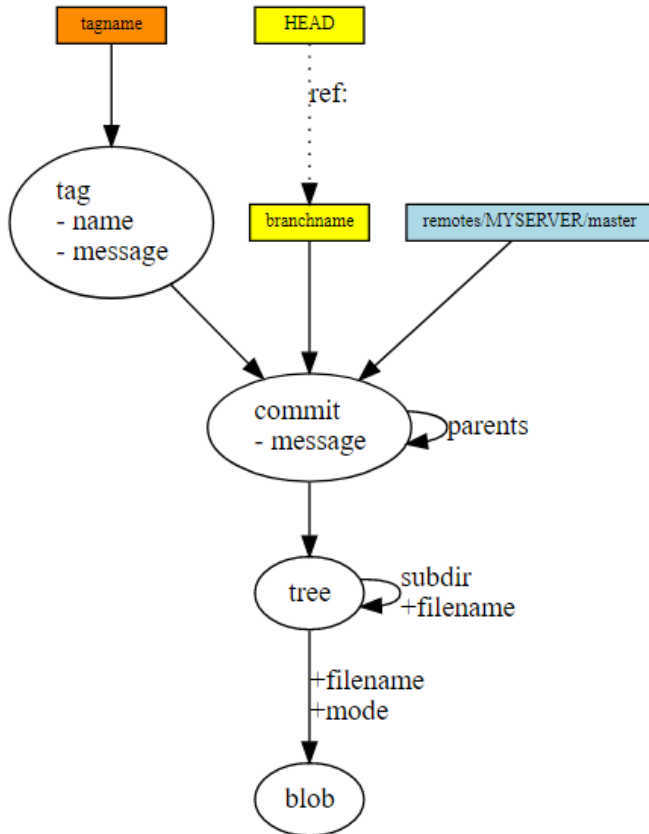 tagname
HEAD
ref:
tag
- name
- message
branchname
remotes/MYSERVER/master
commit
- message
parents
tree
subdir
+filename
+filename
+mode
blob